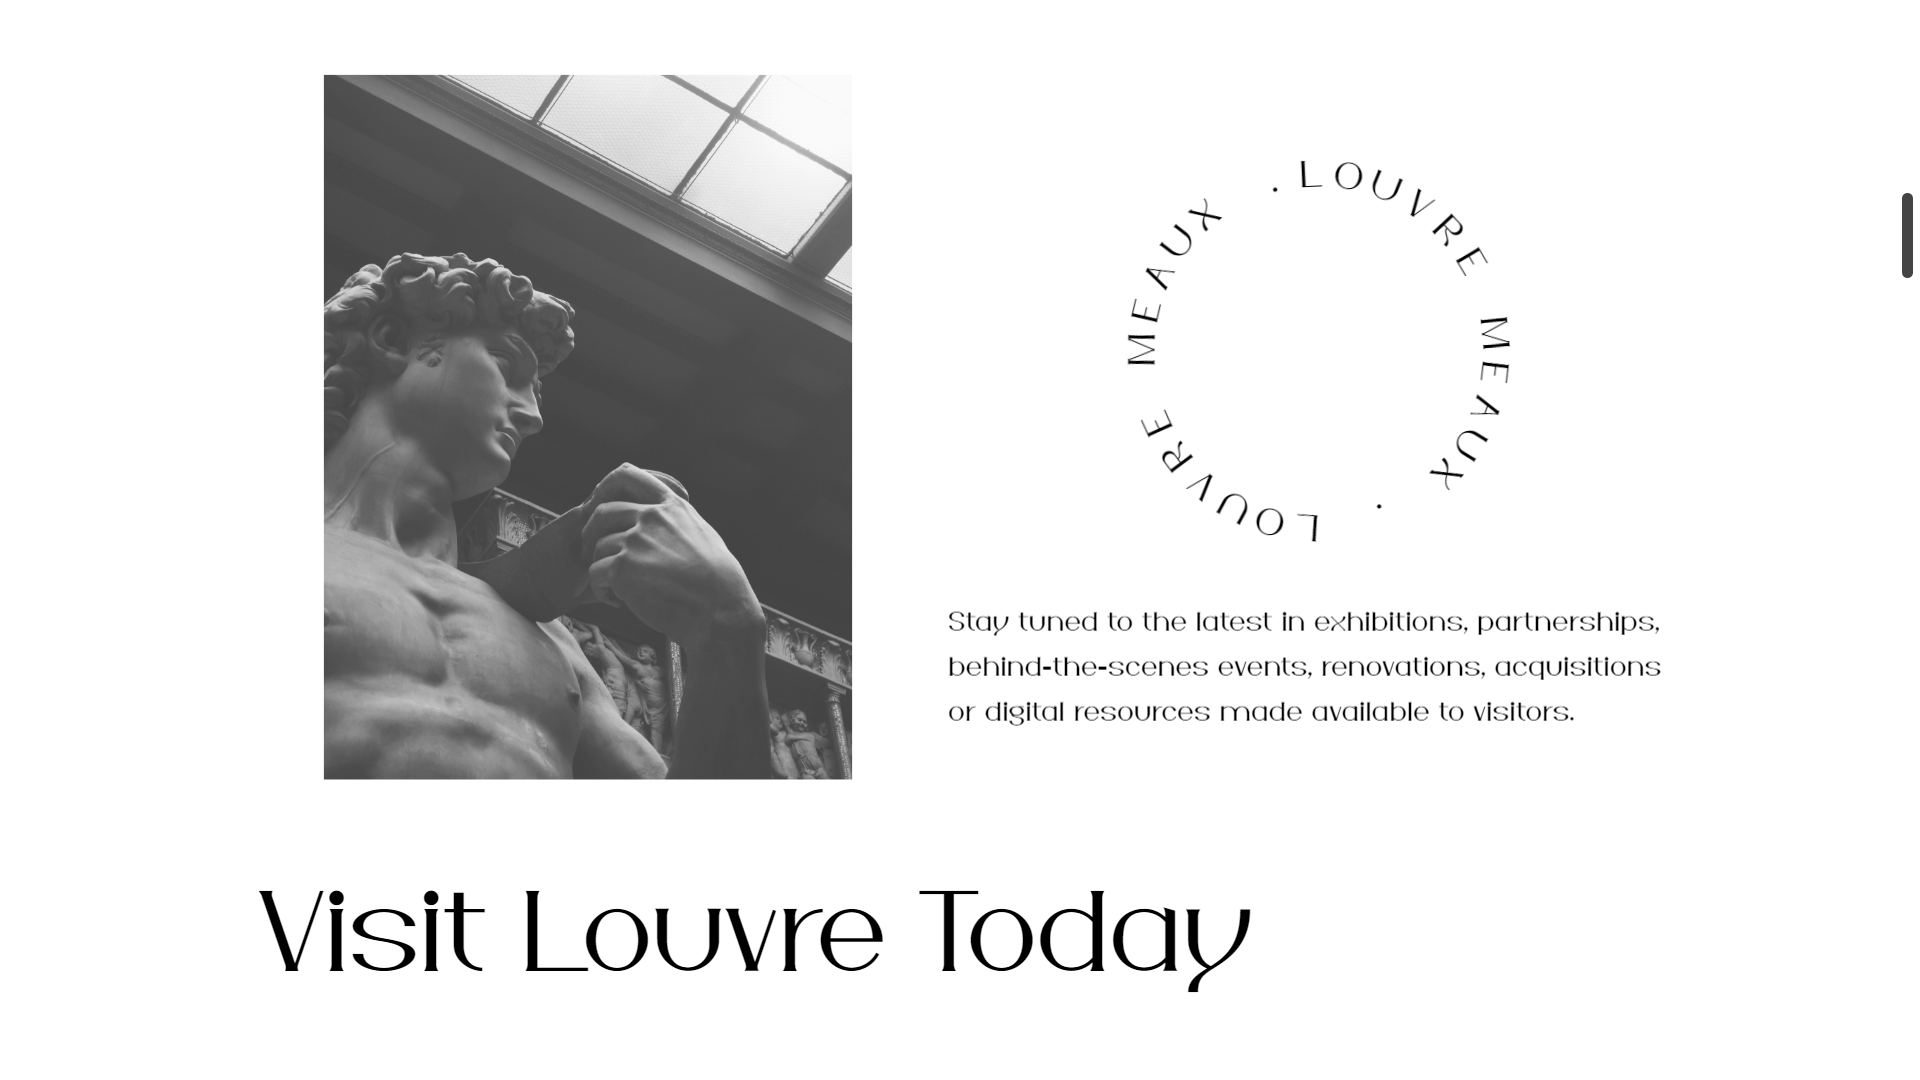 . LOUVRE MEAUX . LOUVRE MEAUX
Stay tuned to the latest in exhibitions, partnerships,
behind-the-scenes events, renovations, acquisitions
or digital resources made available to visitors.
Visit Louvre Today